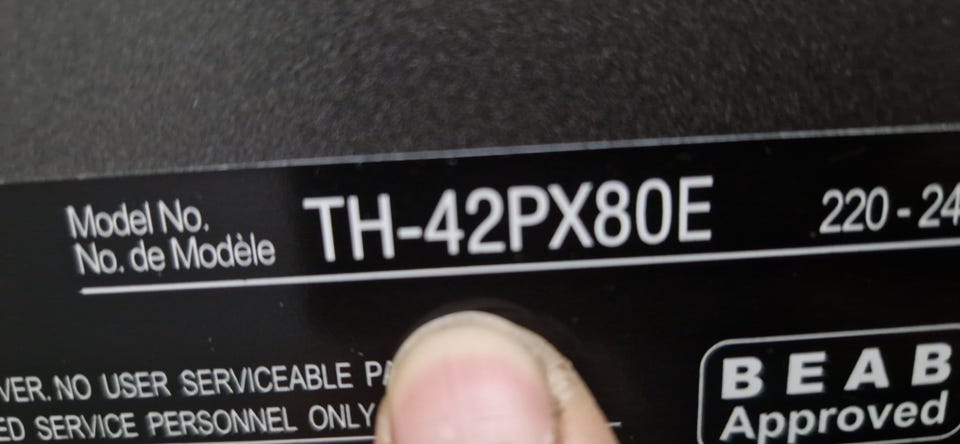 Model No.
No. de Modèle
TH-42PX80E
220 - 24
VER. NO USER SERVICEABLE
ED SERVICE PERSONNEL ONLY
BEAB
Approved